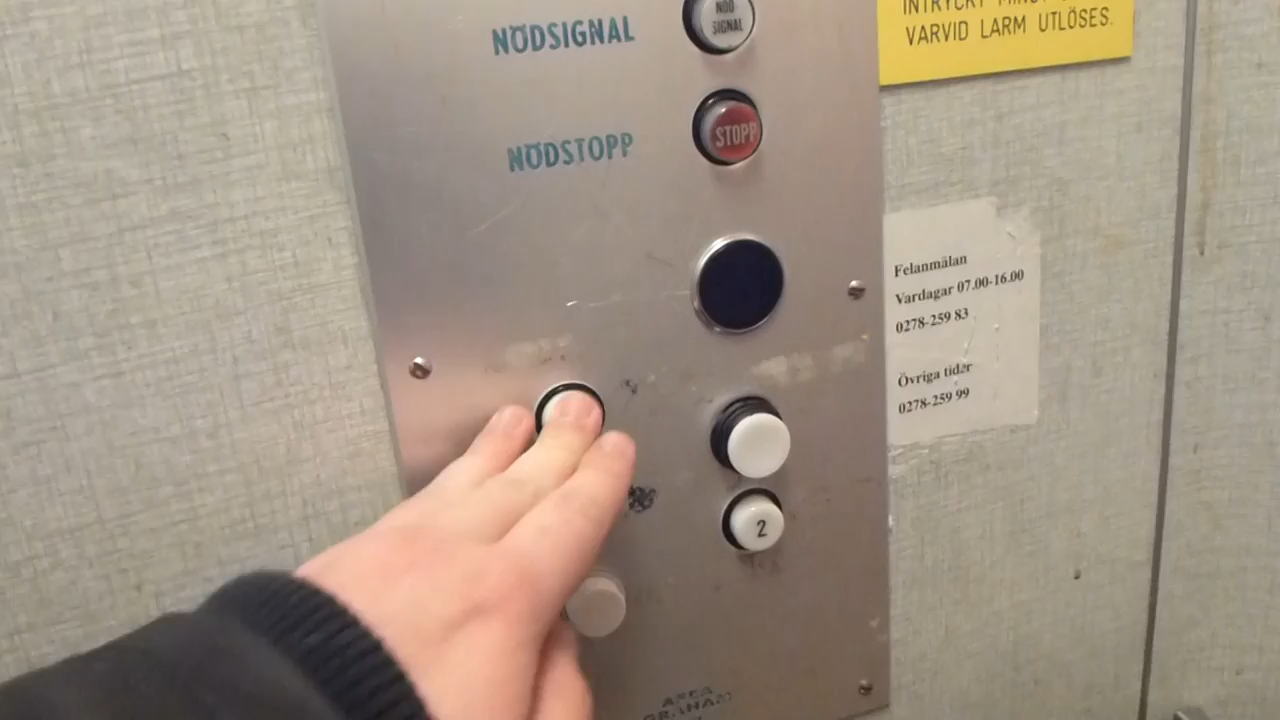 NÖDSIGNAL
NÖD
SIGNAL
NÖDSTOPP
STOPP
INTRYCKT
VARVID LARM UTLÖSES.
Felanmälan
Vardagar 07.00-16.00
0278-259 83
Övriga tider
0278-259 99
2